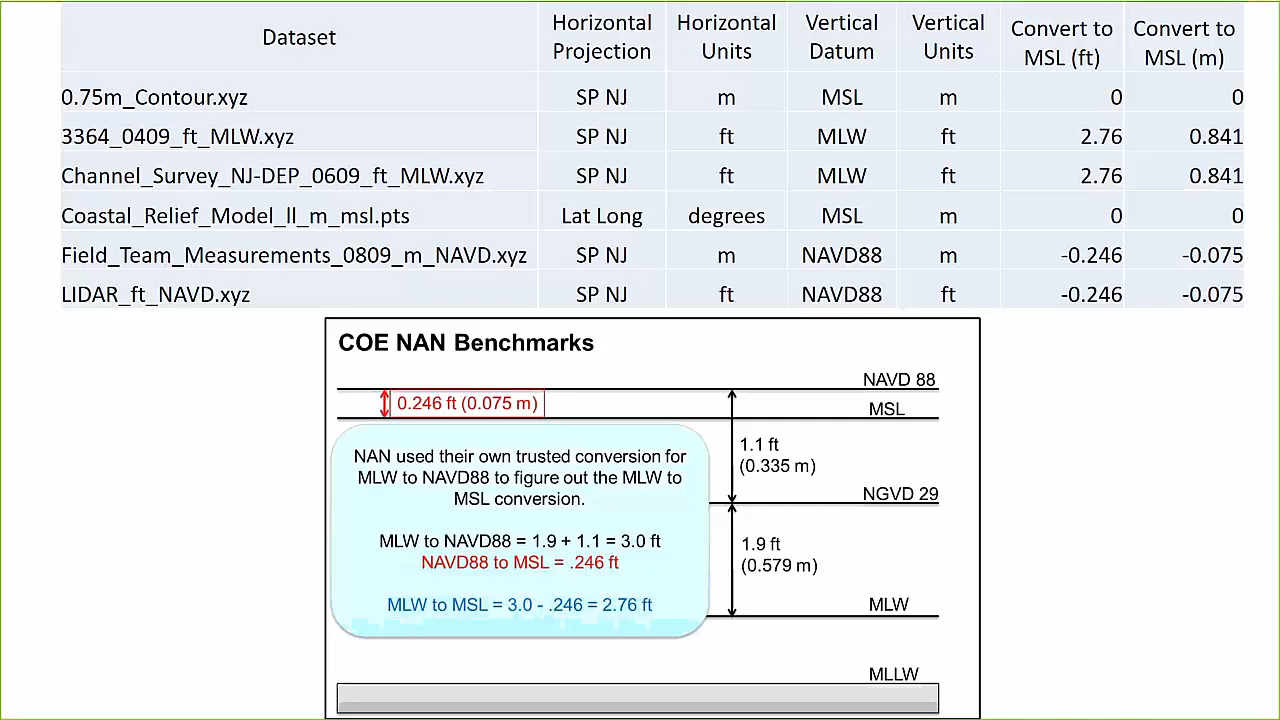 Dataset Horizontal Projection Horizontal Units Vertical Datum Vertical Units Convert to MSL (ft) Convert to MSL (m)
0.75m_Contour.xyz SP NJ m MSL m 0 0
3364_0409_ft_MLW.xyz SP NJ ft MLW ft 2.76 0.841
Channel_Survey_NJ-DEP_0609_ft_MLW.xyz SP NJ ft MLW ft 2.76 0.841
Coastal_Relief_Model_ll_m_msl.pts Lat Long degrees MSL m 0 0
Field_Team_Measurements_0809_m_NAVD.xyz SP NJ m NAVD88 m -0.246 -0.075
LIDAR_ft_NAVD.xyz SP NJ ft NAVD88 ft -0.246 -0.075
COE NAN Benchmarks
NAVD 88
0.246 ft (0.075 m)
MSL
1.1 ft
(0.335 m)
NGVD 29
1.9 ft
(0.579 m)
MLW
MLLW
NAN used their own trusted conversion for
MLW to NAVD88 to figure out the MLW to
MSL conversion.
MLW to NAVD88 = 1.9 + 1.1 = 3.0 ft
NAVD88 to MSL = .246 ft
MLW to MSL = 3.0 - .246 = 2.76 ft